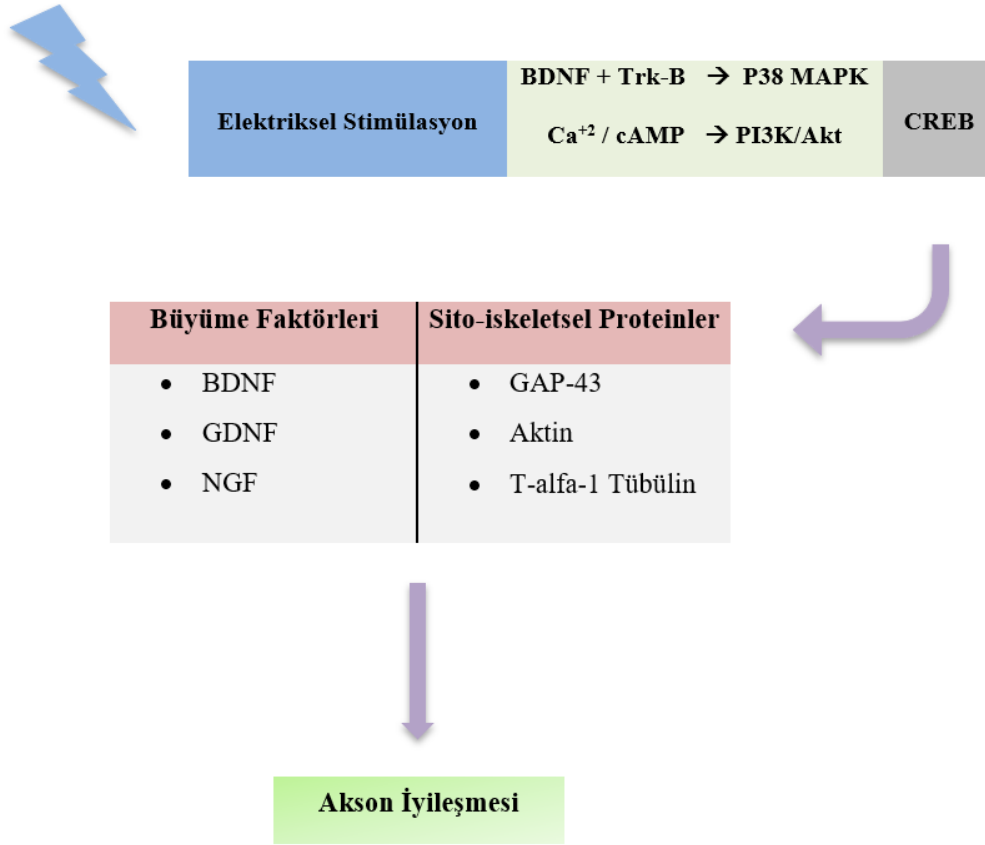 BDNF + Trk-B → P38 MAPK
Elektriksel Stimülasyon
CREB
Ca⁺² / cAMP → PI3K/Akt
Büyüme Faktörleri
Sito-iskeletsel Proteinler
• BDNF
• GAP-43
• GDNF
• Aktin
• NGF
• T-alfa-1 Tübülin
Akson İyileşmesi